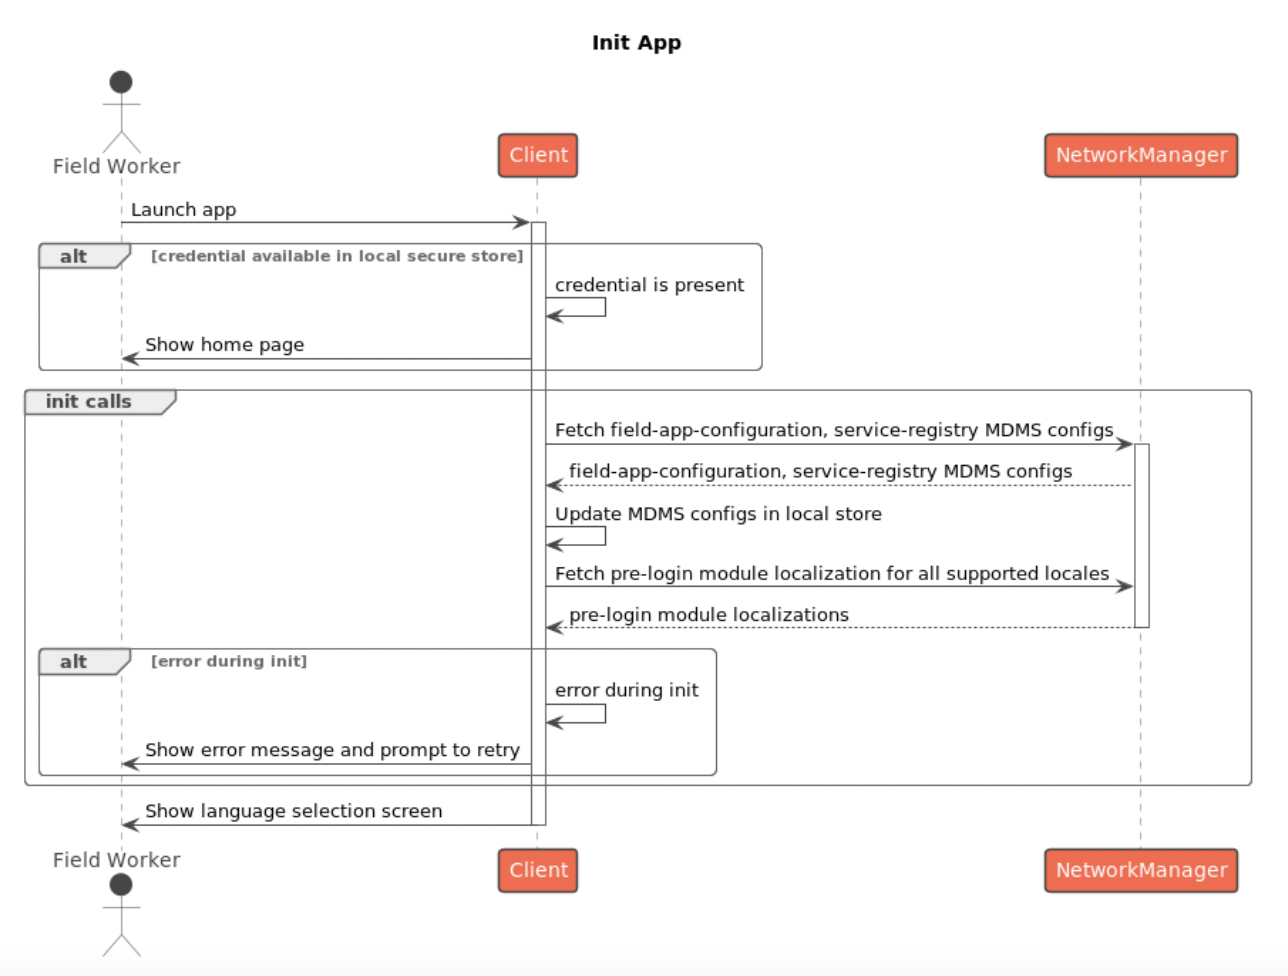 Init App
Field Worker
Client
NetworkManager
Launch app
alt
[credential available in local secure store]
credential is present
Show home page
init calls
Fetch field-app-configuration, service-registry MDMS configs
field-app-configuration, service-registry MDMS configs
Update MDMS configs in local store
Fetch pre-login module localization for all supported locales
pre-login module localizations
alt
[error during init]
error during init
Show error message and prompt to retry
Show language selection screen
Field Worker
Client
NetworkManager